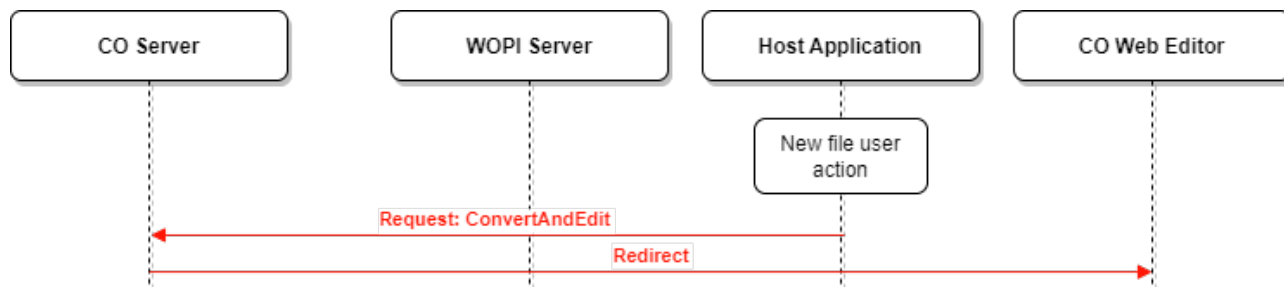 CO Server
WOPI Server
Host Application
CO Web Editor
New file user
action
Request: ConvertAndEdit
Redirect